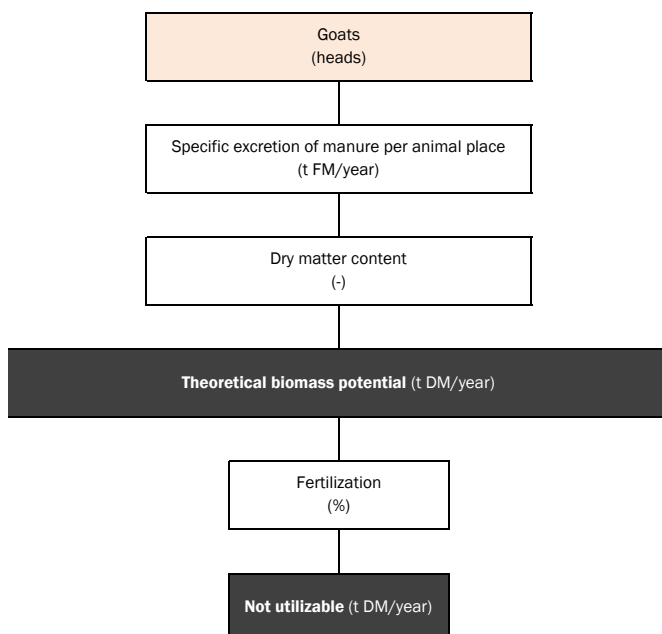 Goats
(heads)
Specific excretion of manure per animal place
(t FM/year)
Dry matter content
(-)
Theoretical biomass potential (t DM/year)
Fertilization
(%)
Not utilizable (t DM/year)